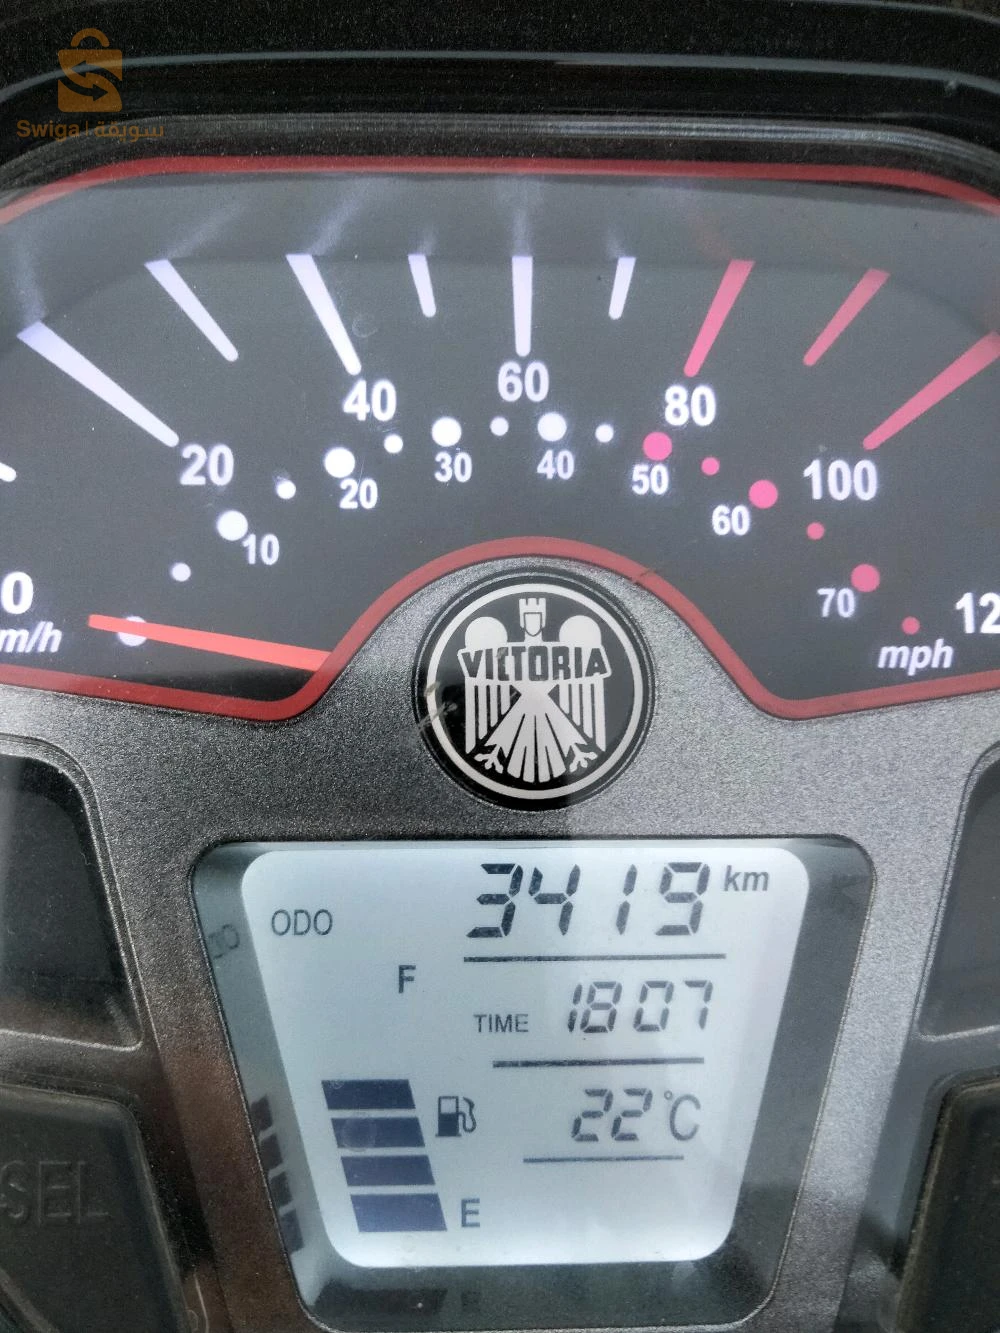 Swiga | سويقة
0 20 40 60 80 100 12
10 20 30 40 50 60 70
m/h
mph
VICTORIA
ODO 3419 km
F
TIME 1807
22°C
E
SEL